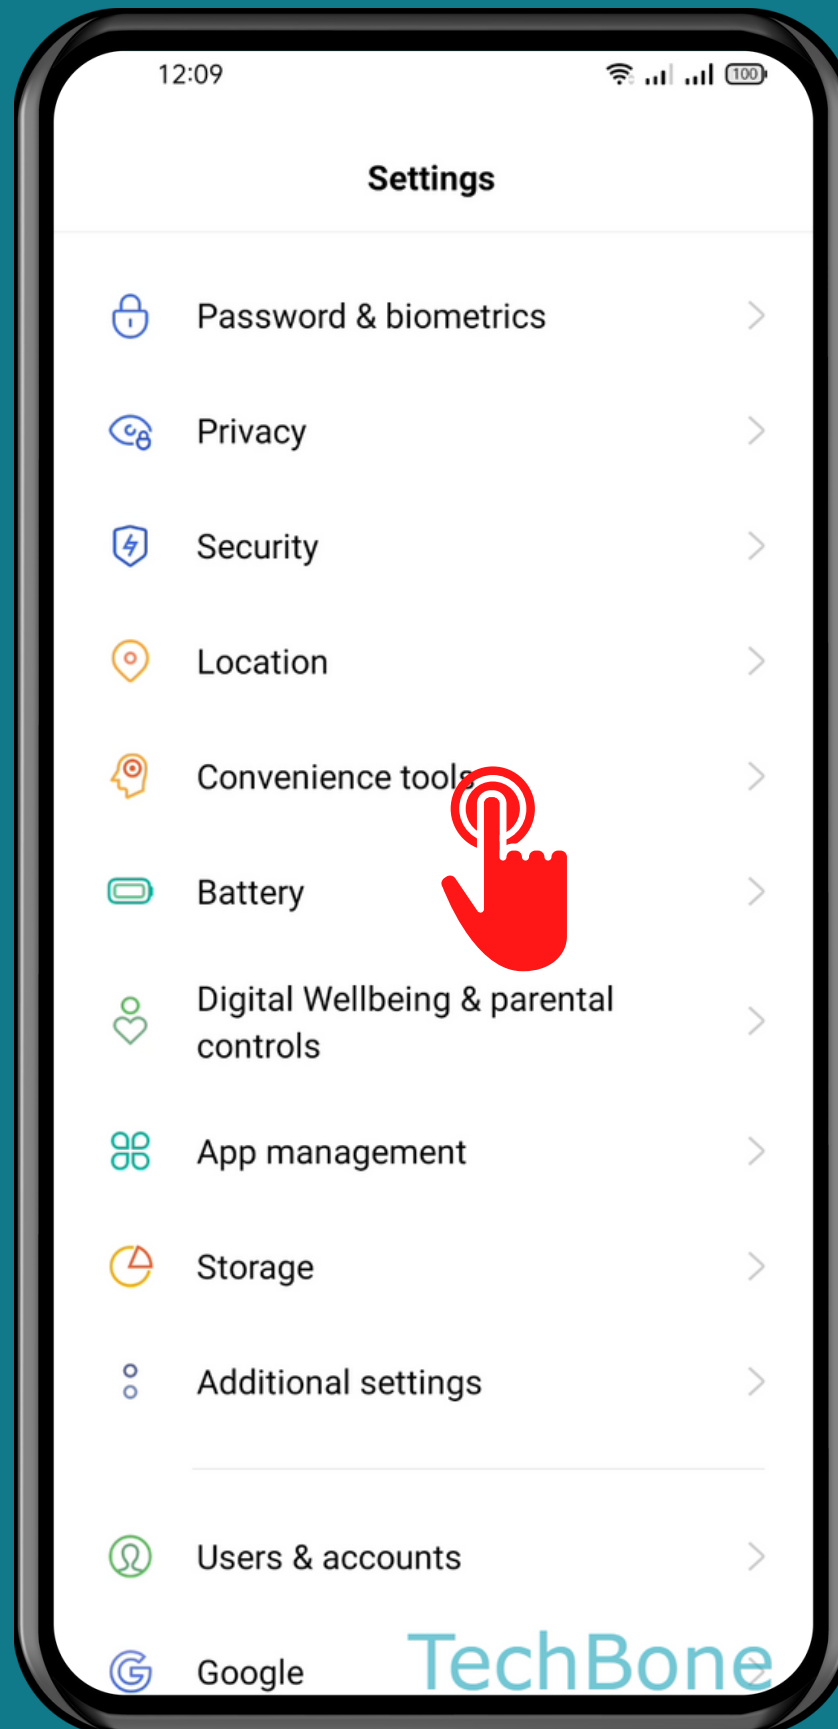 12:09
100
Settings
Password & biometrics
Privacy
Security
Location
Convenience tools
Battery
Digital Wellbeing & parental
controls
App management
Storage
Additional settings
Users & accounts
Google
TechBone